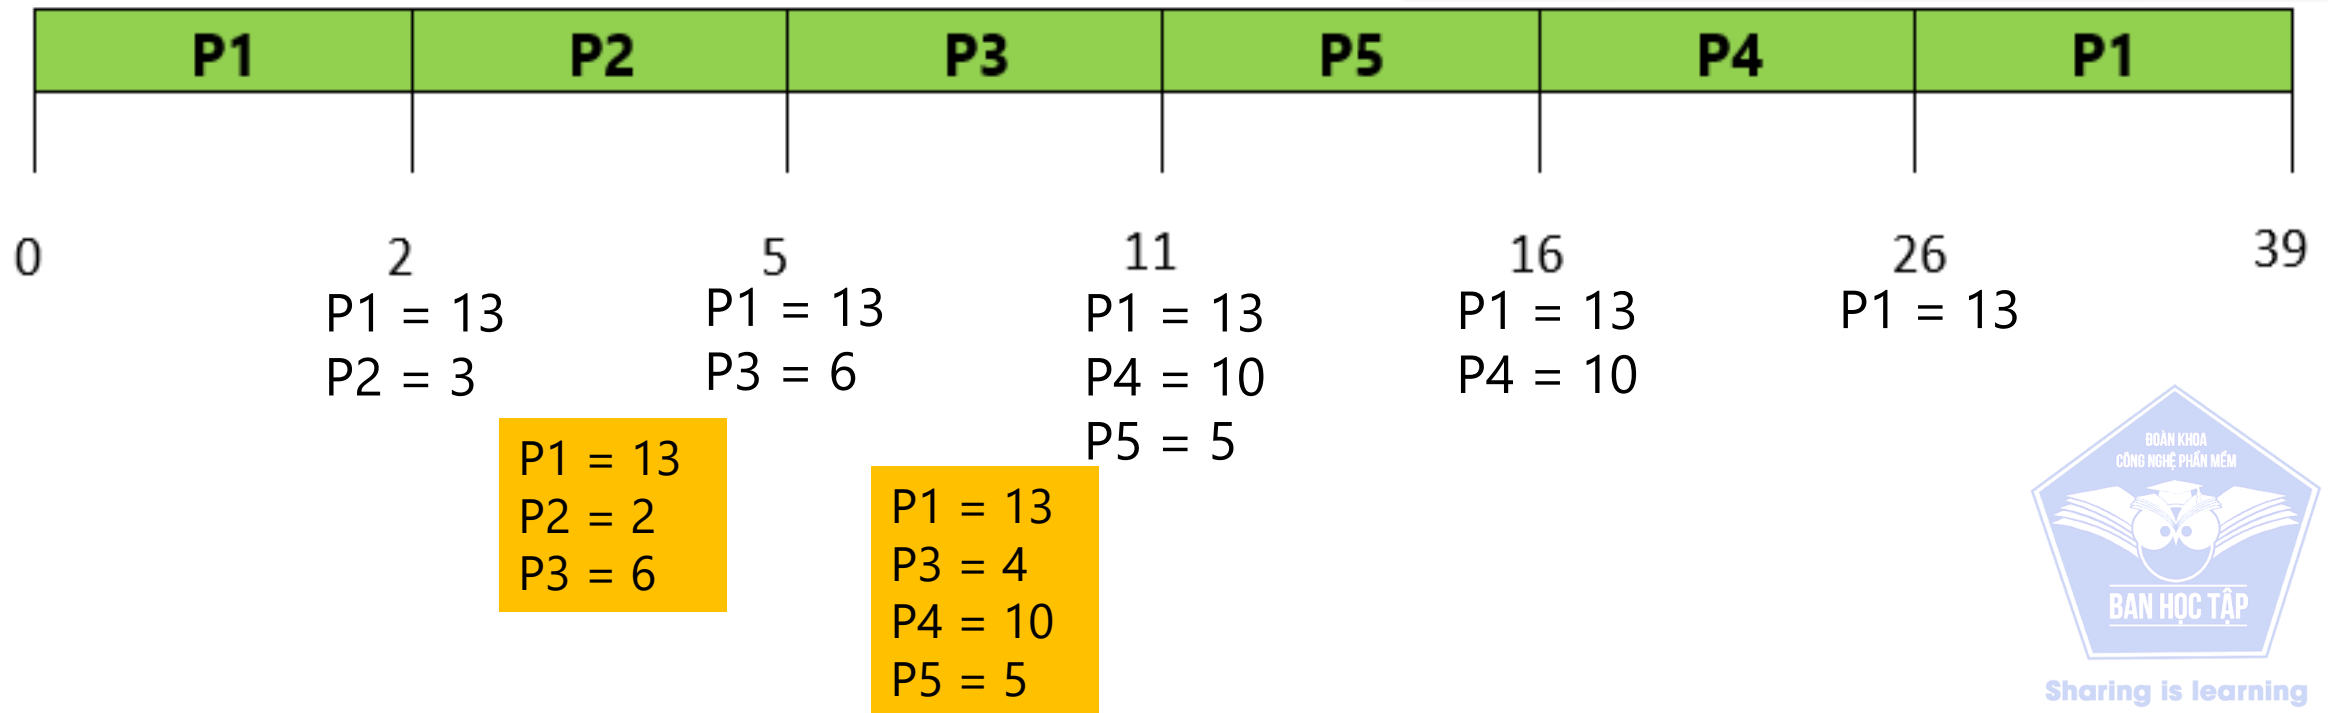 P1 P2 P3 P5 P4 P1
0 2 5 11 16 26 39
P1 = 13
P2 = 3
P1 = 13
P2 = 2
P3 = 6
P1 = 13
P3 = 6
P1 = 13
P3 = 4
P4 = 10
P5 = 5
P1 = 13
P4 = 10
P5 = 5
P1 = 13
P4 = 10
P1 = 13
ĐOÀN KHOA
CÔNG NGHỆ PHẦN MỀM
BAN HỌC TẬP
Sharing is learning